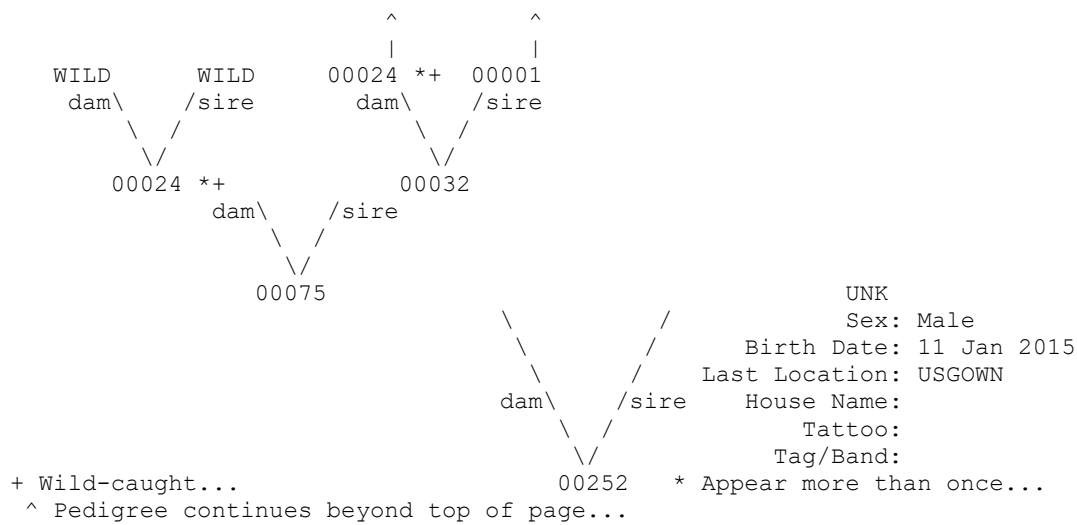 ^ ^
| |
WILD WILD 00024 *+ 00001
dam\ /sire dam\ /sire
\ / \ /
\/ \/
00024 *+ 00032
dam\ /sire
\ /
\/
00075 UNK
\ / Sex: Male
\ / Birth Date: 11 Jan 2015
\ / Last Location: USGOWN
dam\ /sire House Name:
\ / Tattoo:
\/ Tag/Band:
+ Wild-caught... 00252 * Appear more than once...
^ Pedigree continues beyond top of page...